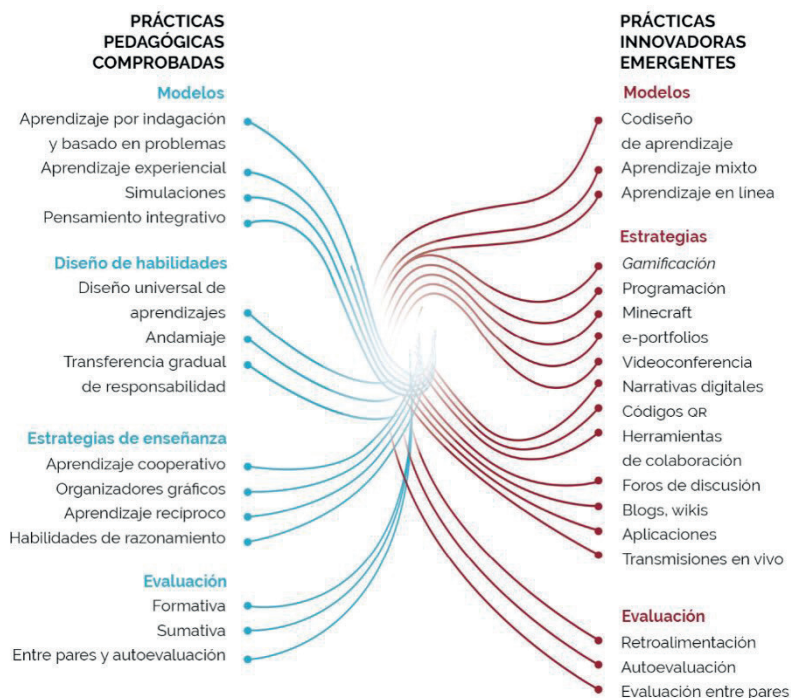 PRÁCTICAS
PEDAGÓGICAS
COMPROBADAS
Modelos
Aprendizaje por indagación
y basado en problemas
Aprendizaje experiencial
Simulaciones
Pensamiento integrativo
Diseño de habilidades
Diseño universal de
aprendizajes
Andamiaje
Transferencia gradual
de responsabilidad
Estrategias de enseñanza
Aprendizaje cooperativo
Organizadores gráficos
Aprendizaje recíproco
Habilidades de razonamiento
Evaluación
Formativa
Sumativa
Entre pares y autoevaluación
PRÁCTICAS
INNOVADORAS
EMERGENTES
Modelos
Codiseño
de aprendizaje
Aprendizaje mixto
Aprendizaje en línea
Estrategias
Gamificación
Programación
Minecraft
e-portfolios
Videoconferencia
Narrativas digitales
Códigos QR
Herramientas
de colaboración
Foros de discusión
Blogs, wikis
Aplicaciones
Transmisiones en vivo
Evaluación
Retroalimentación
Autoevaluación
Evaluación entre pares